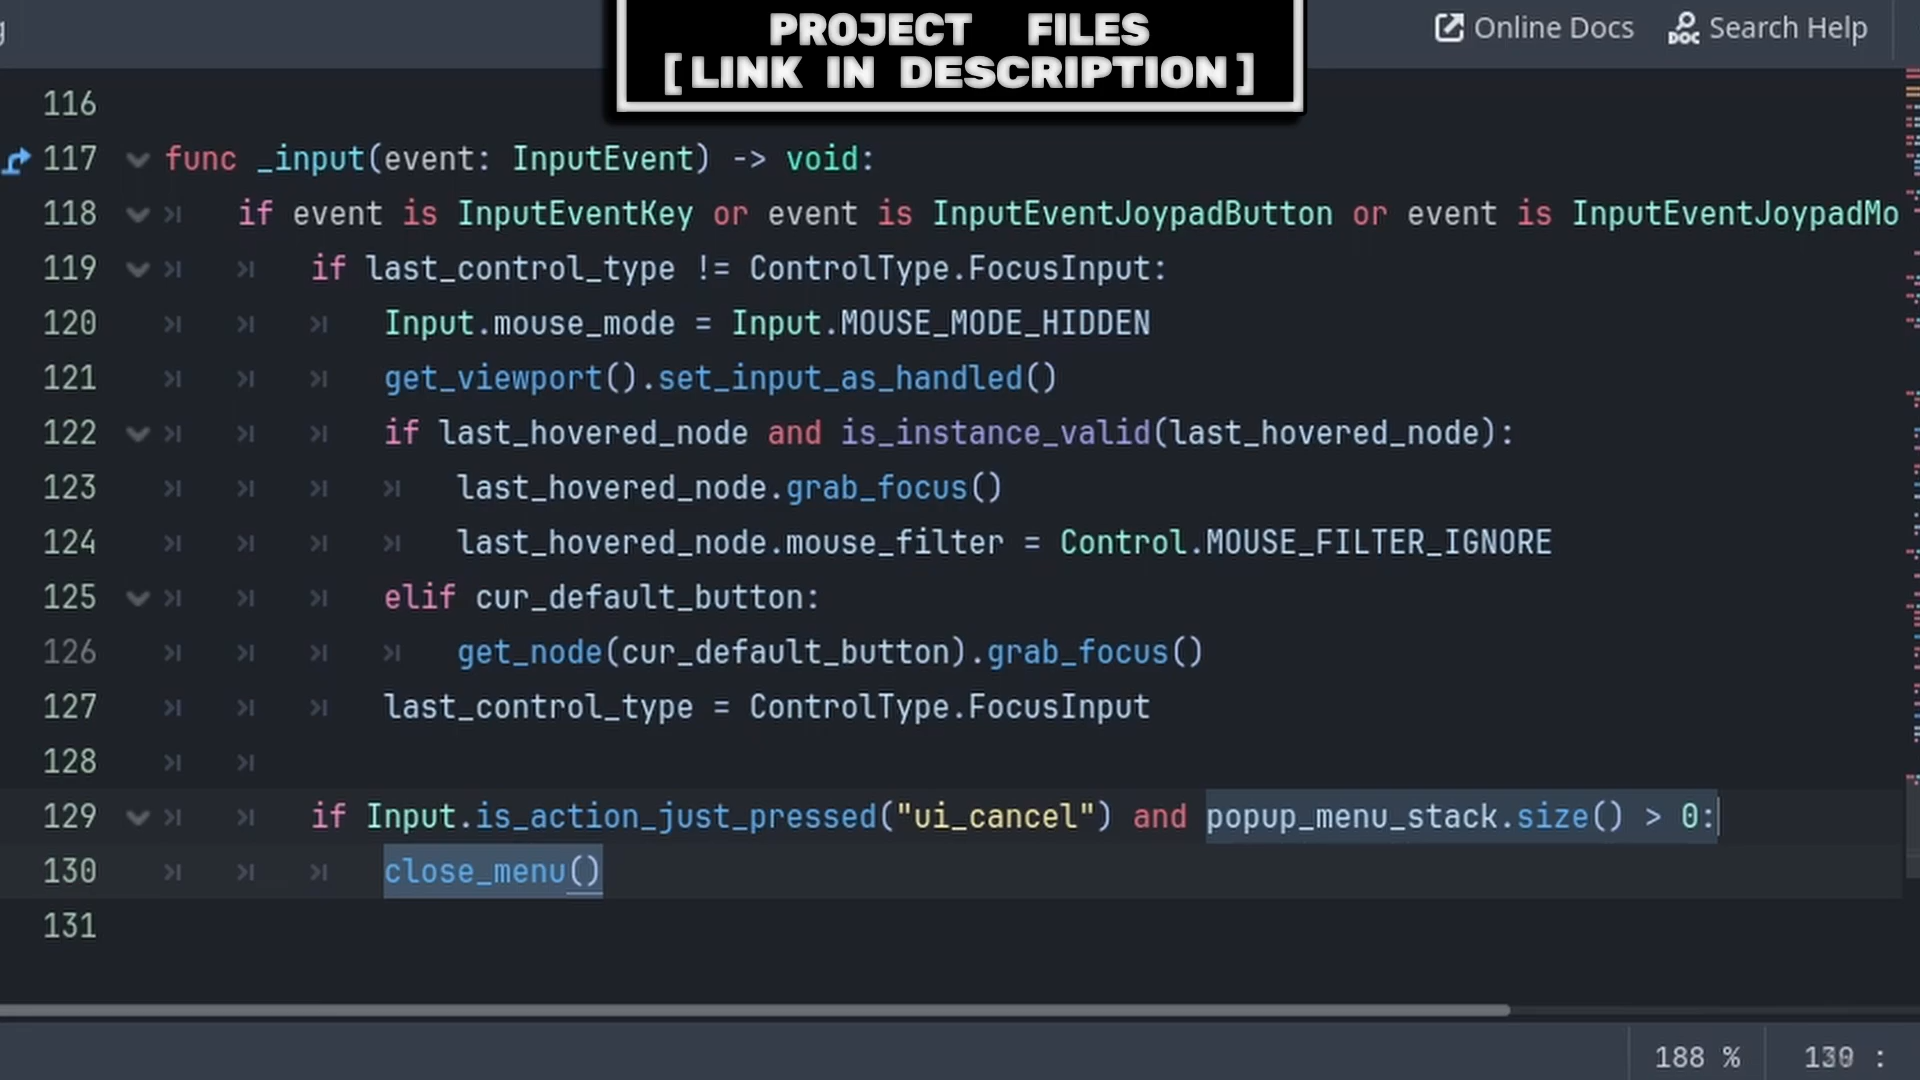 PROJECT FILES
[LINK IN DESCRIPTION]
Online Docs
Search Help
116
117 func _input(event: InputEvent) -> void:
118 if event is InputEventKey or event is InputEventJoypadButton or event is InputEventJoypadMo
119 if last_control_type != ControlType.FocusInput:
120 Input.mouse_mode = Input.MOUSE_MODE_HIDDEN
121 get_viewport().set_input_as_handled()
122 if last_hovered_node and is_instance_valid(last_hovered_node):
123 last_hovered_node.grab_focus()
124 last_hovered_node.mouse_filter = Control.MOUSE_FILTER_IGNORE
125 elif cur_default_button:
126 get_node(cur_default_button).grab_focus()
127 last_control_type = ControlType.FocusInput
128
129 if Input.is_action_just_pressed("ui_cancel") and popup_menu_stack.size() > 0:
130 close_menu()
131
188 % 130 :